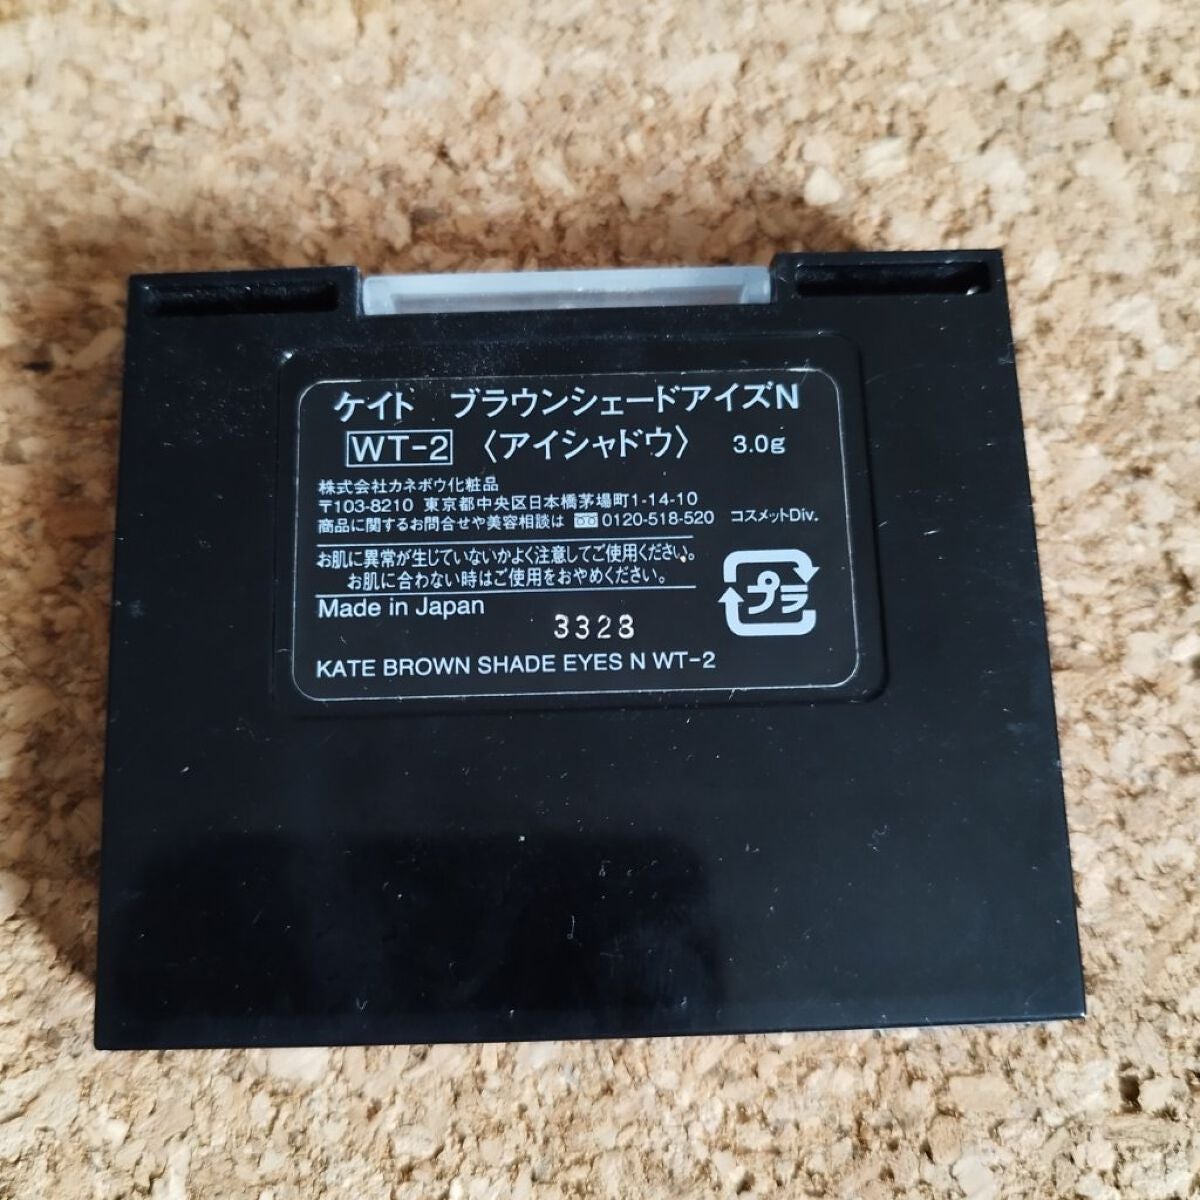 ケイト ブラウンシェードアイズN
WT-2 〈アイシャドウ〉 3.0g
株式会社カネボウ化粧品
〒103-8210 東京都中央区日本橋茅場町1-14-10
商品に関するお問合せや美容相談は 0120-518-520 コスメットDiv.
お肌に異常が生じていないかよく注意してご使用ください。
お肌に合わない時はご使用をおやめください。
プラ
Made in Japan
3328
KATE BROWN SHADE EYES N WT-2